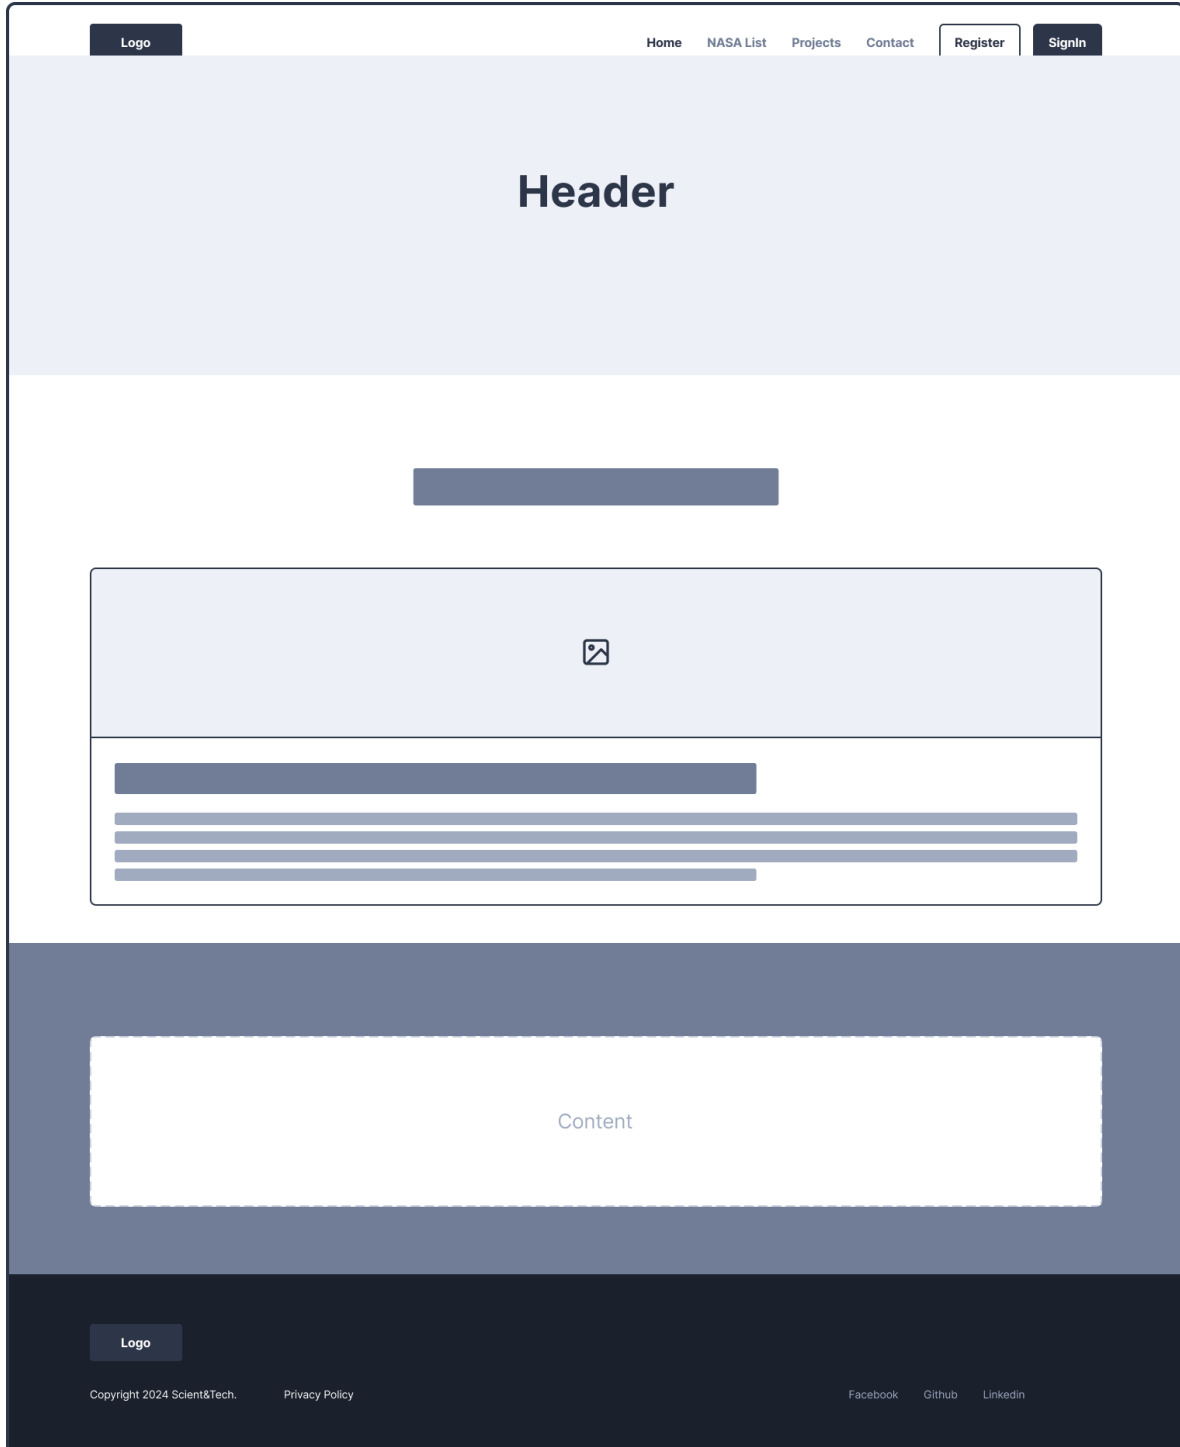 Logo Home NASA List Projects Contact Register SignIn
Header
Content
Logo
Copyright 2024 Scient&Tech. Privacy Policy Facebook Github Linkedin